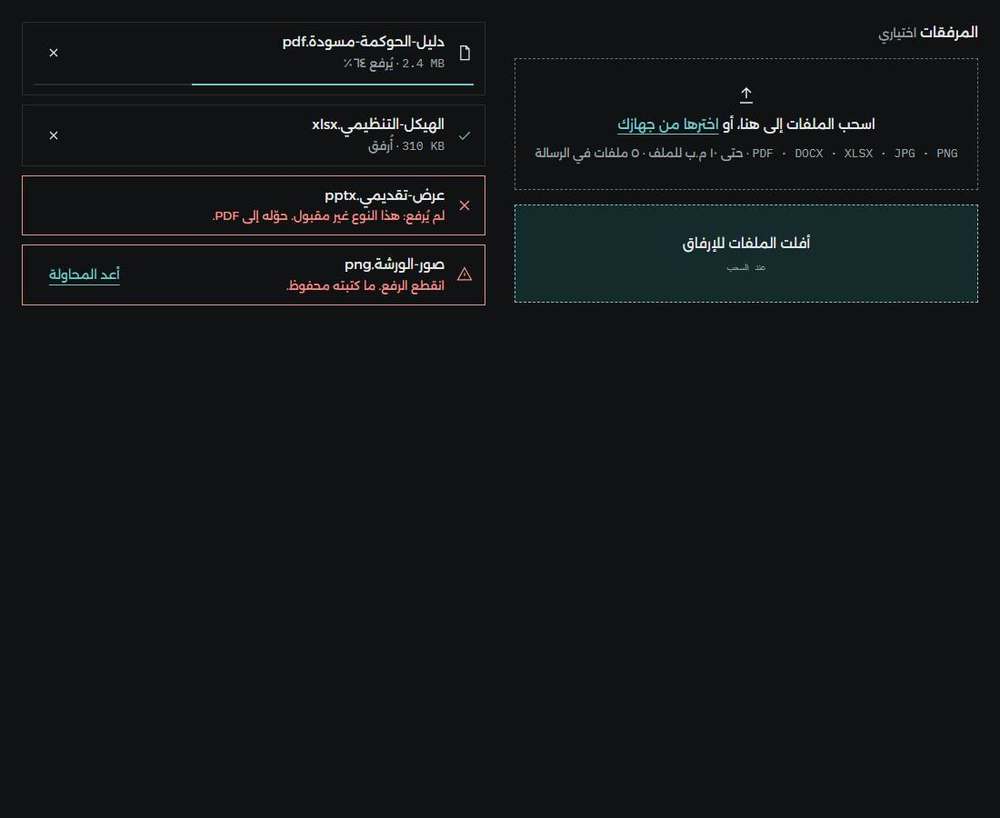 المرفقات اختياري
اسحب الملفات إلى هنا، أو اخترها من جهازك
PDF · DOCX · XLSX · JPG · PNG · حتى ١٠ م.ب للملف · ٥ ملفات في الرسالة
أفلت الملفات للإرفاق
عند السحب
دليل-الحوكمة-مسودة.pdf
2.4 MB · يُرفع ٦٤٪
الهيكل-التنظيمي.xlsx
310 KB · أُرفق
عرض-تقديمي.pptx
لم يُرفع: هذا النوع غير مقبول. حوّله إلى PDF.
صور-الورشة.png
انقطع الرفع. ما كتبته محفوظ.
أعد المحاولة